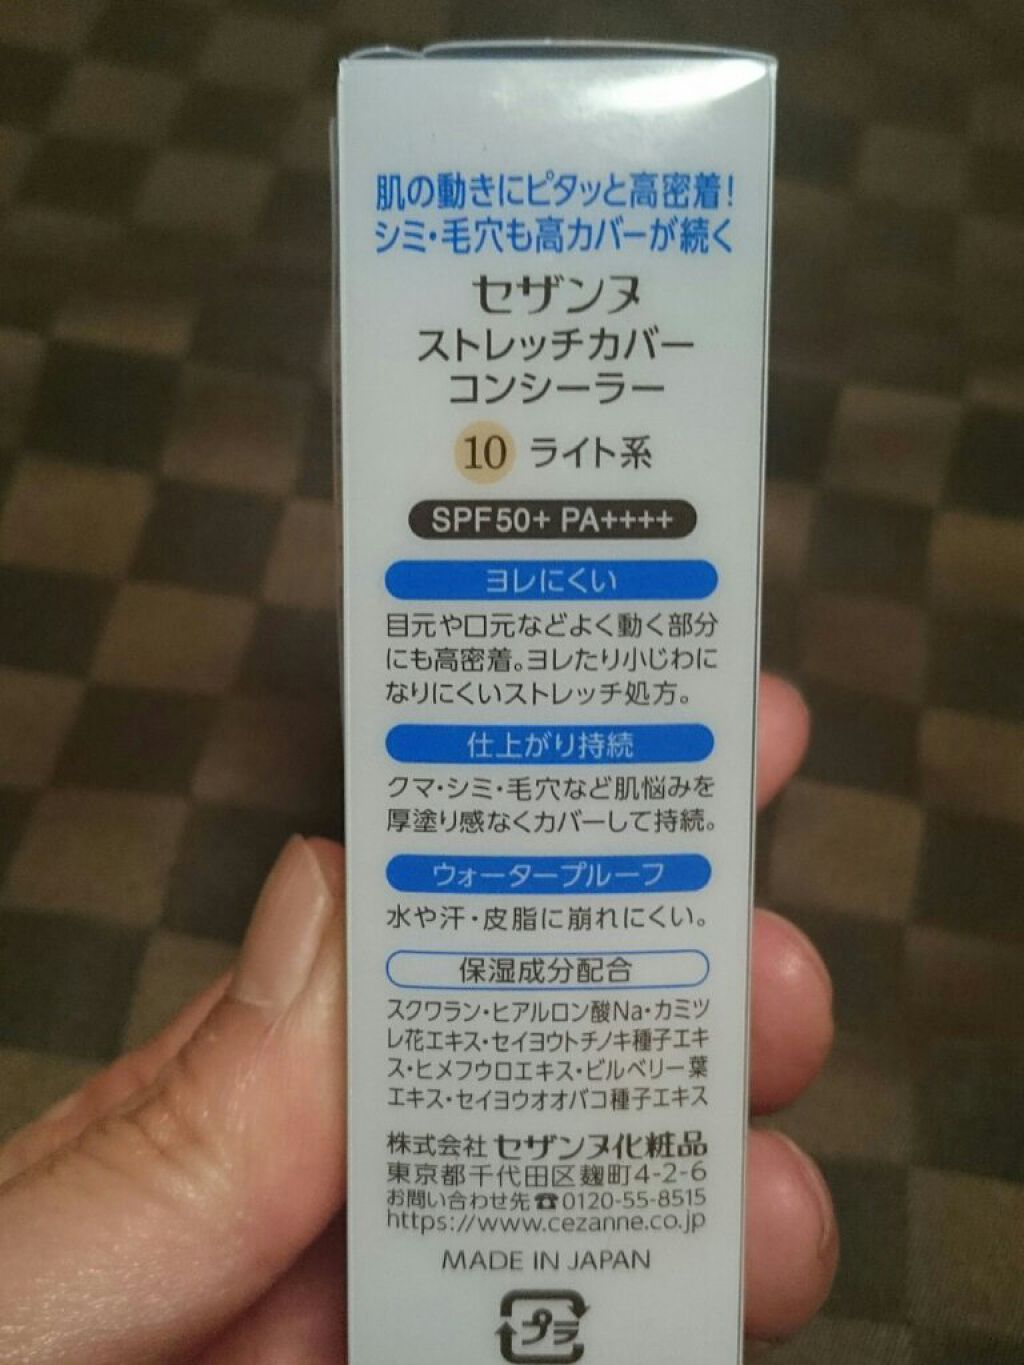 肌の動きにピタッと高密着！
シミ・毛穴も高カバーが続く
セザンヌ
ストレッチカバー
コンシーラー
10 ライト系
SPF50+ PA++++
ヨレにくい
目元や口元などよく動く部分
にも高密着。ヨレたり小じわに
なりにくいストレッチ処方。
仕上がり持続
クマ・シミ・毛穴など肌悩みを
厚塗り感なくカバーして持続。
ウォータープルーフ
水や汗・皮脂に崩れにくい。
保湿成分配合
スクワラン・ヒアルロン酸Na・カミツ
レ花エキス・セイヨウトチノキ種子エキ
ス・ヒメフウロエキス・ビルベリー葉
エキス・セイヨウオオバコ種子エキス
株式会社 セザンヌ化粧品
東京都千代田区麹町4-2-6
お問い合わせ先☎0120-55-8515
https://www.cezanne.co.jp
MADE IN JAPAN
プラ